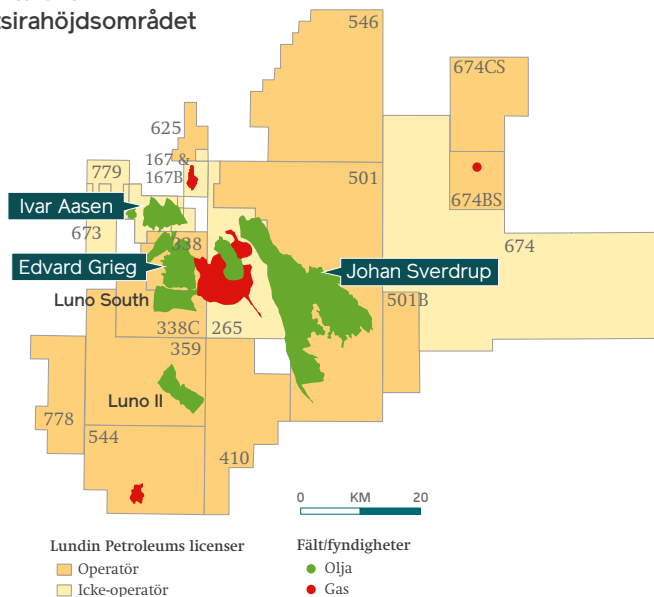 tsirahöjdsområdet
546
674CS
625
167 &
167B
779
501
674BS
Ivar Aasen
673
338
674
Edvard Grieg
Johan Sverdrup
Luno South
501B
338C
265
359
Luno II
778
544
410
0
KM
20
Lundin Petroleums licenser
Operatör
Icke-operatör
Fält/fyndigheter
Olja
Gas